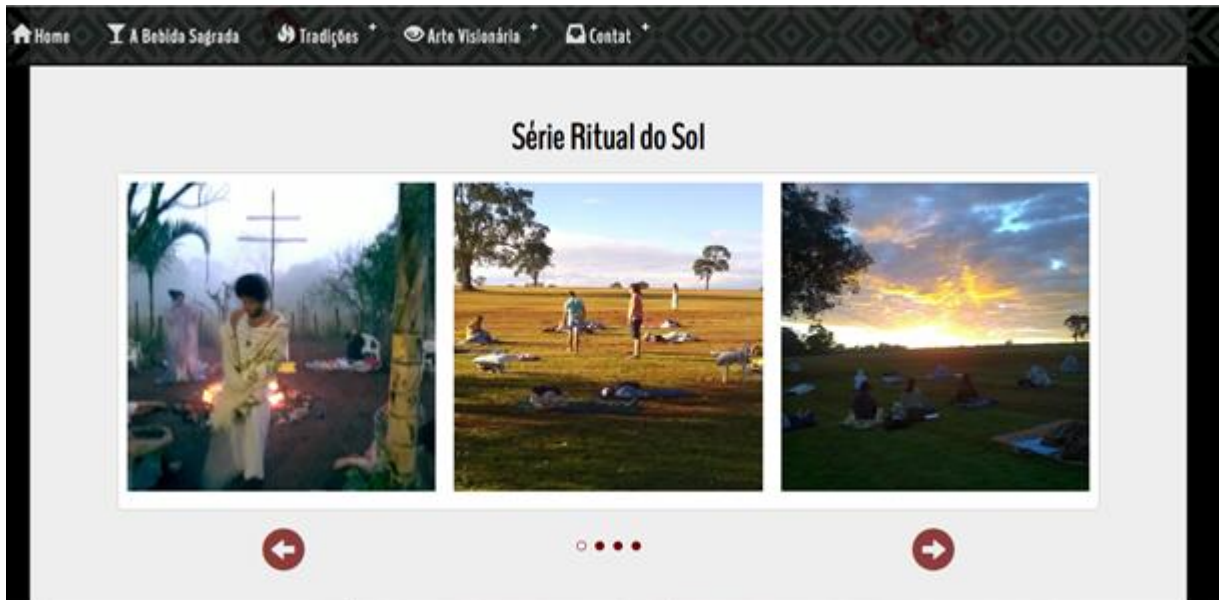 Home A Bebida Sagrada Tradições + Arte Visionária + Contat +
Série Ritual do Sol